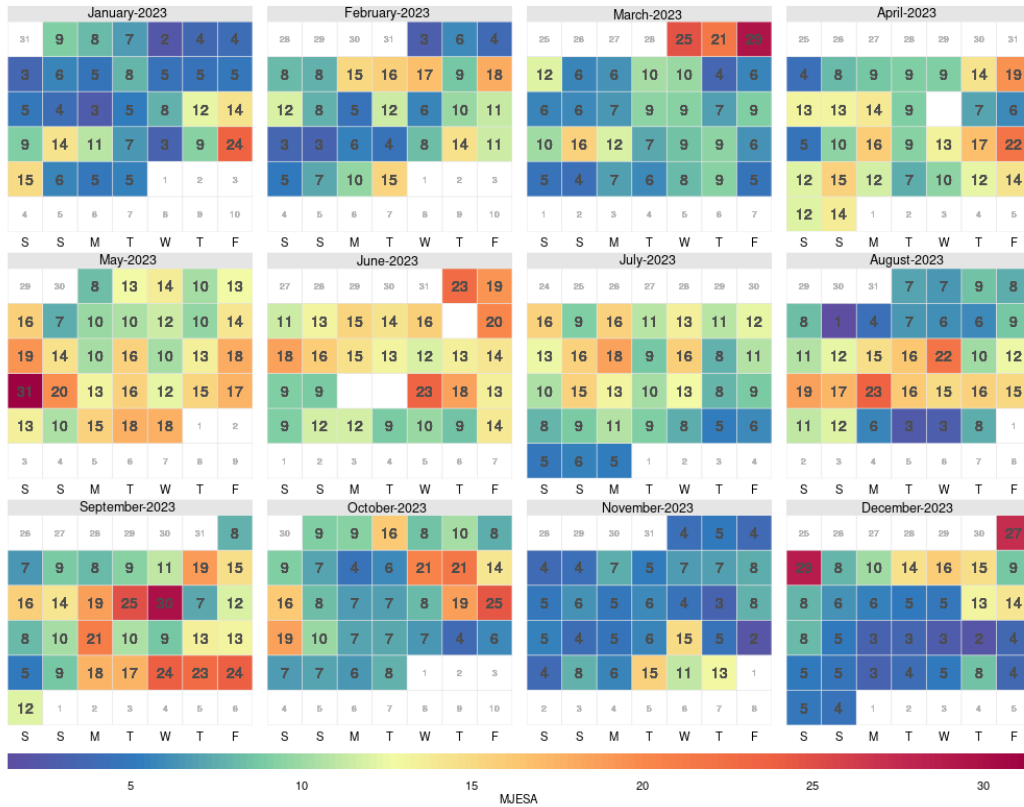 January-2023
31 9 8 7 2 4 4
3 6 5 8 5 5 5
5 4 3 5 8 12 14
9 14 11 7 3 9 24
15 6 5 5 1 2 3
4 5 6 7 8 9 10
S S M T W T F
February-2023
28 29 30 31 3 6 4
8 8 15 16 17 9 18
12 8 5 12 6 10 11
3 3 6 4 8 14 11
5 7 10 15 1 2 3
4 5 6 7 8 9 10
S S M T W T F
March-2023
25 26 27 28 25 21
12 6 6 10 10 4 6
6 6 7 9 9 7 9
10 16 12 7 9 9 6
5 4 7 6 8 9 5
1 2 3 4 5 6 7
S S M T W T F
April-2023
25 26 27 28 29 30 31
4 8 9 9 9 14 19
13 13 14 9 7 6
5 10 16 9 13 17 22
12 15 12 7 10 12 14
12 14 1 2 3 4 5
S S M T W T F
May-2023
29 30 8 13 14 10 13
16 7 10 10 12 10 14
19 14 10 16 10 13 18
31 20 13 16 12 15 17
13 10 15 18 18 1 2
3 4 5 6 7 8 9
S S M T W T F
June-2023
27 28 29 30 31 23 19
11 13 15 14 16 20
18 16 15 13 12 13 14
9 9 23 18 13
9 12 12 9 10 9 14
1 2 3 4 5 6 7
S S M T W T F
July-2023
24 25 26 27 28 29 30
16 9 16 11 13 11 12
13 16 18 9 16 8 11
10 15 13 10 13 8 9
8 9 11 9 8 5 6
5 6 5 1 2 3 4
S S M T W T F
August-2023
29 30 31 7 7 9 8
8 1 4 7 6 6 9
11 12 15 16 22 10 12
19 17 23 16 15 16 15
11 12 6 3 3 8 1
2 3 4 5 6 7 8
S S M T W T F
September-2023
26 27 28 29 30 31 8
7 9 8 9 11 19 15
16 14 19 25 30 7 12
8 10 21 10 9 13 13
5 9 18 17 24 23 24
12 1 2 3 4 5 6
S S M T W T F
October-2023
30 9 9 16 8 10 8
9 7 4 6 21 21 14
16 8 7 7 8 19 25
19 10 7 7 7 4 6
7 7 6 8 1 2 3
4 5 6 7 8 9 10
S S M T W T F
November-2023
28 29 30 31 4 5 4
4 4 7 5 7 7 8
5 6 5 6 4 3 8
5 4 5 6 15 5 2
4 8 6 15 11 13 1
2 3 4 5 6 7 8
S S M T W T F
December-2023
25 26 27 28 29 30 27
29 8 10 14 16 15 9
8 6 6 5 5 13 14
8 5 3 3 3 2 4
5 5 3 4 5 8 4
5 4 1 2 3 4 5
S S M T W T F
5 10 15 20 25 30
MJESA